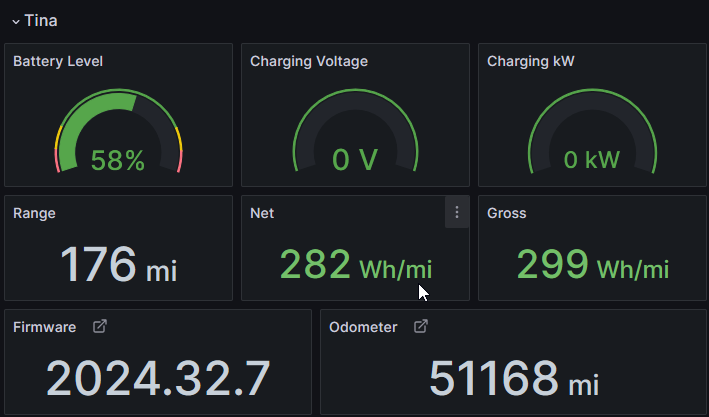 Tina
Battery Level
Charging Voltage
Charging kW
58%
0 V
0 kW
Range
Net
Gross
176 mi
282 Wh/mi
299 Wh/mi
Firmware
Odometer
2024.32.7
51168 mi